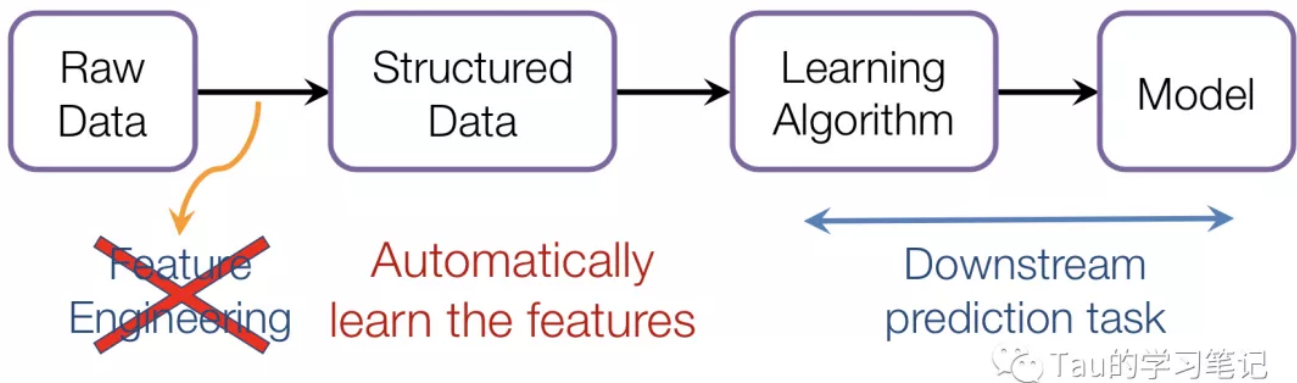 Raw
Data
Structured
Data
Learning
Algorithm
Model
Feature
Engineering
Automatically
learn the features
Downstream
prediction task
Tau的学习笔记